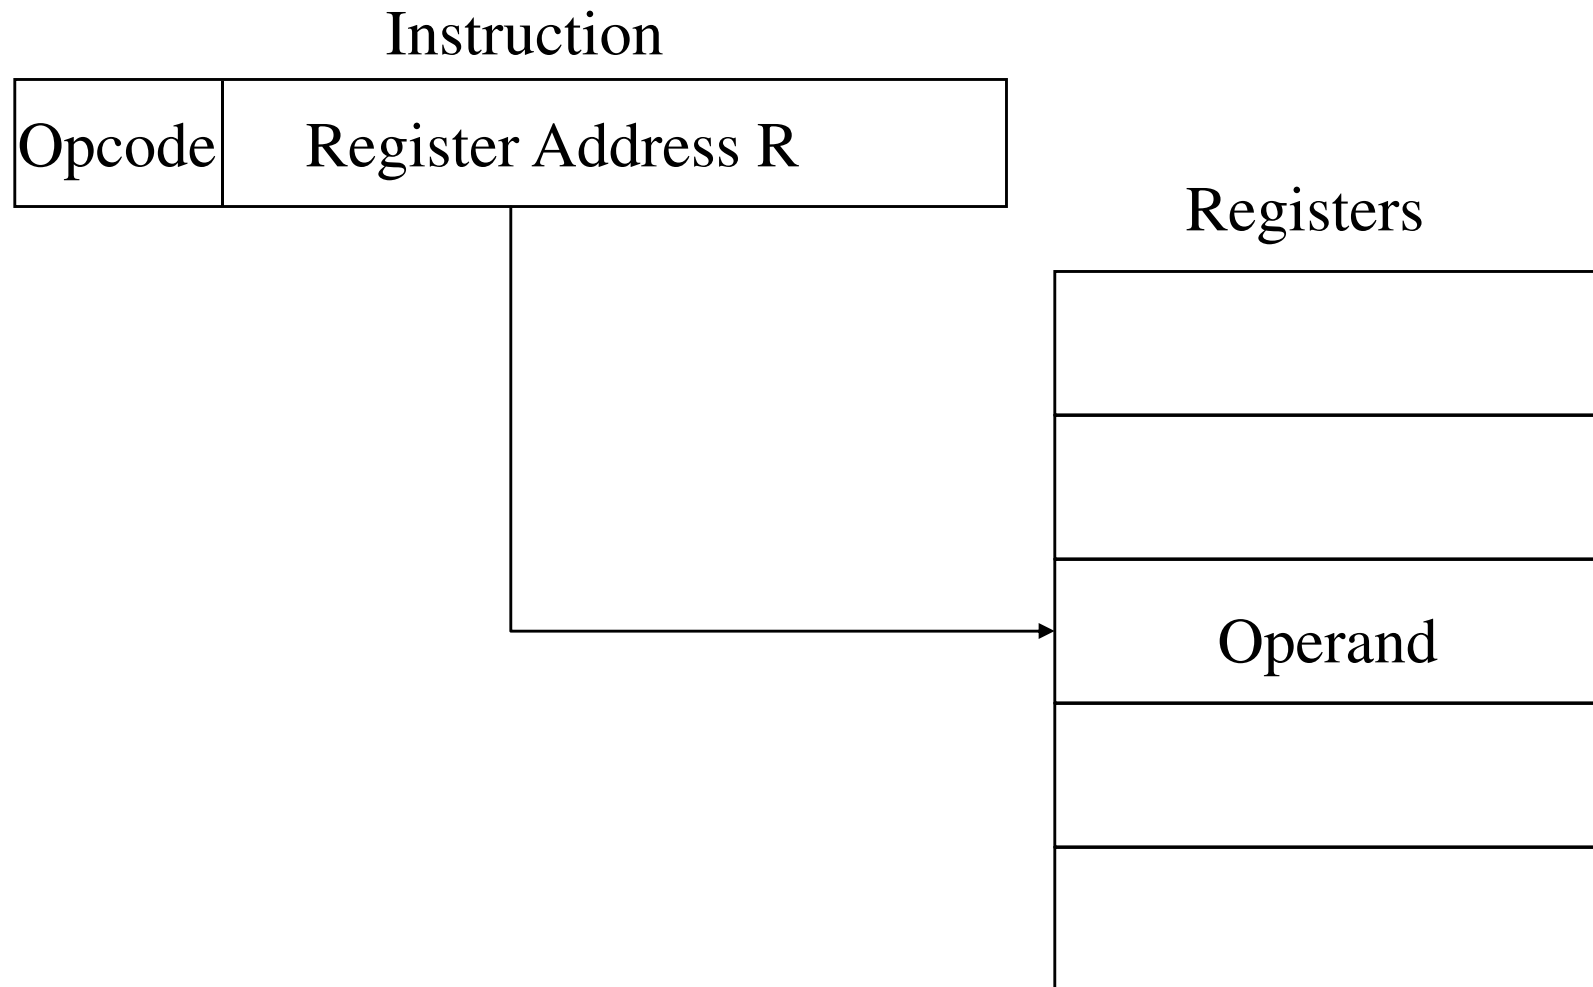 Instruction
Opcode
Register Address R
Registers
Operand